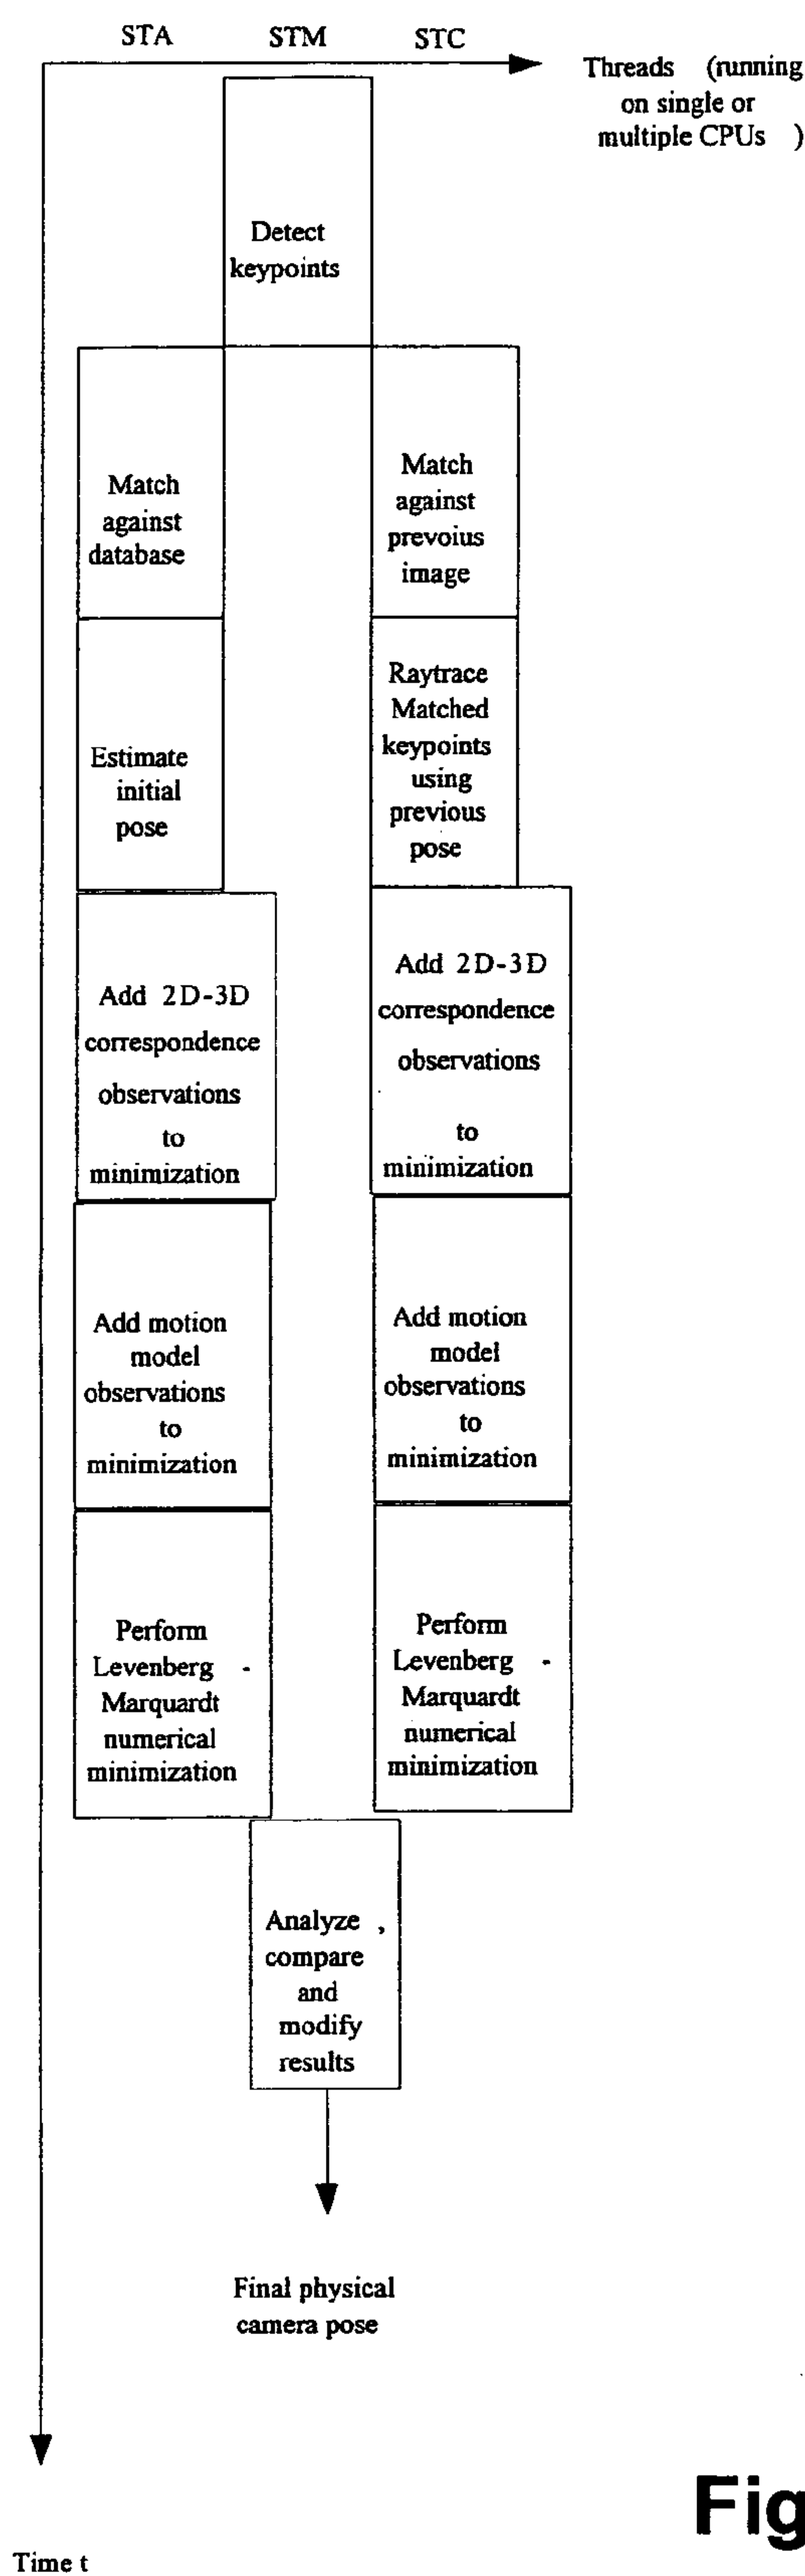 STA STM STC
Threads (running
on single or
multiple CPUs )
Detect
keypoints
Match
against
database
Match
against
prevoius
image
Estimate
initial
pose
Raytrace
Matched
keypoints
using
previous
pose
Add 2D-3D
correspondence
observations
to
minimization
Add 2D-3D
correspondence
observations
to
minimization
Add motion
model
observations
to
minimization
Add motion
model
observations
to
minimization
Perform
Levenberg -
Marquardt
numerical
minimization
Perform
Levenberg -
Marquardt
numerical
minimization
Analyze ,
compare
and
modify
results
Final physical
camera pose
Fig
Time t